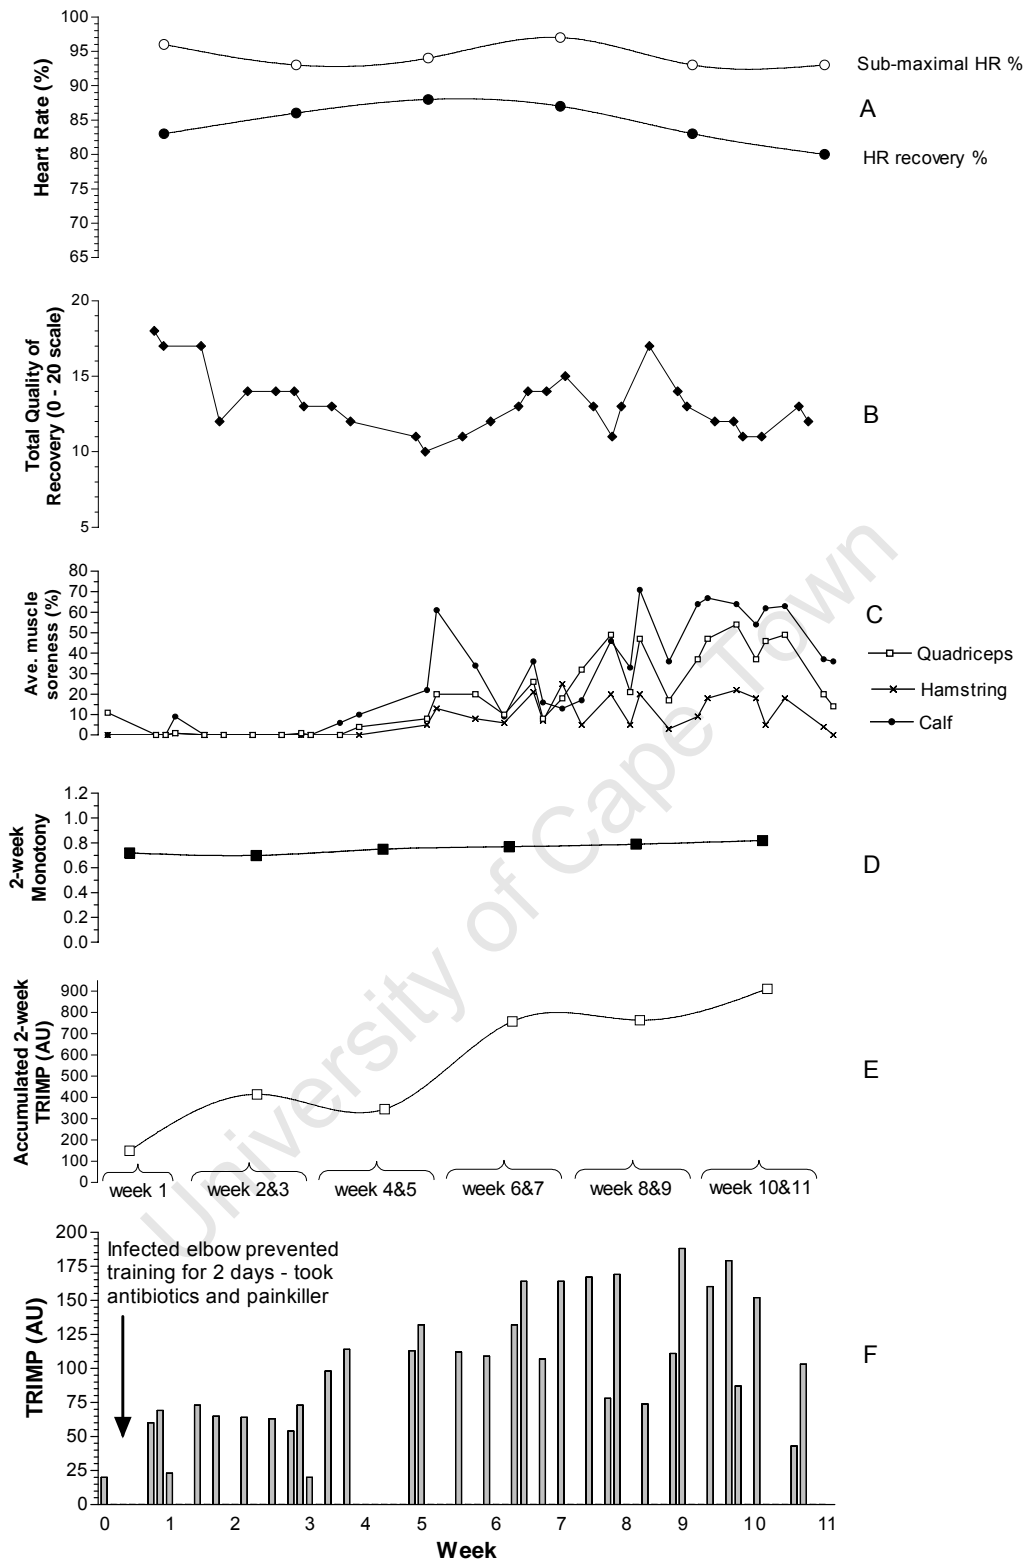 100
95
90
85
80
75
70
65
Heart Rate (%)
Sub-maximal HR %
A
HR recovery %
20
15
10
5
Total Quality of
Recovery (0 - 20 scale)
B
80
70
60
50
40
30
20
10
0
Ave. muscle
soreness (%)
C
Quadriceps
Hamstring
Calf
1.2
1.0
0.8
0.6
0.4
0.2
0.0
2-week
Monotony
D
900
800
700
600
500
400
300
200
100
0
Accumulated 2-week
TRIMP (AU)
E
week 1 week 2&3 week 4&5 week 6&7 week 8&9 week 10&11
200
175
150
125
100
75
50
25
0
TRIMP (AU)
Infected elbow prevented
training for 2 days - took
antibiotics and painkiller
F
0 1 2 3 4 5 6 7 8 9 10 11
Week
University of Cape Town